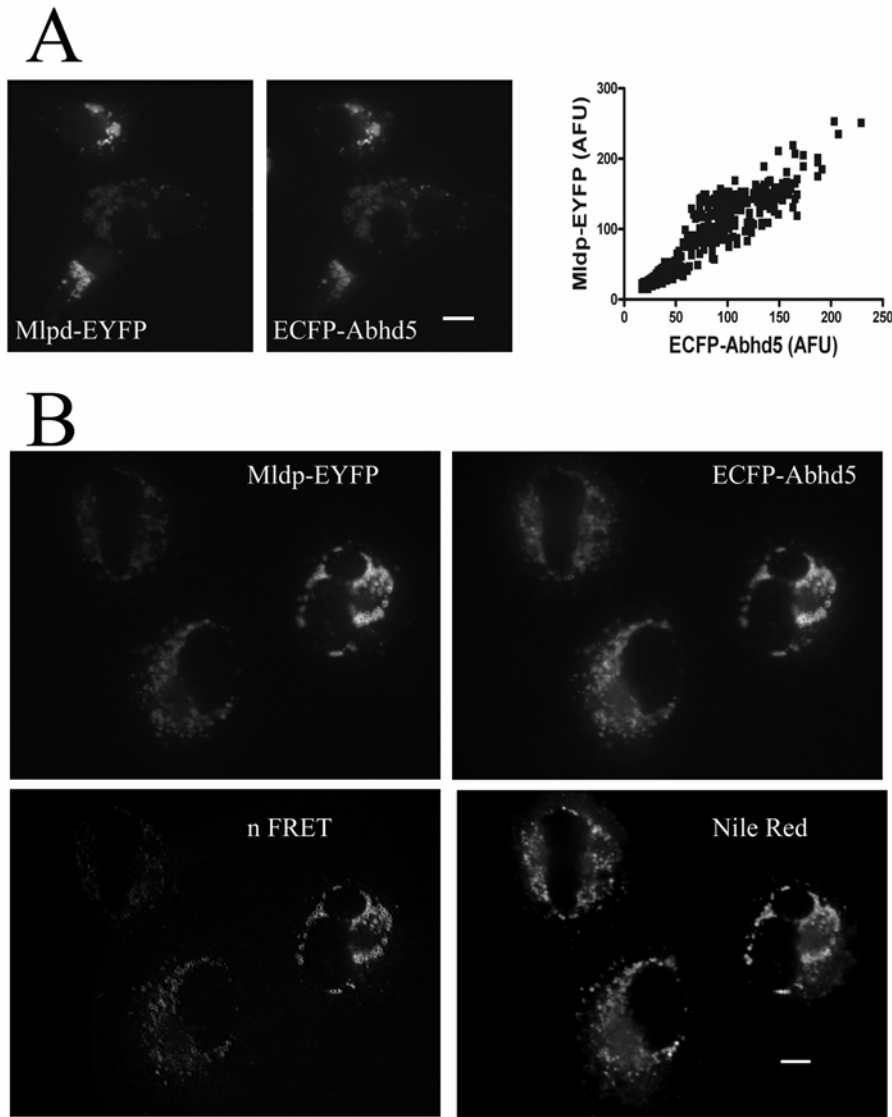 A
Mlpd-EYFP
ECFP-Abhd5
Mldp-EYFP (AFU)
300
200
100
0
0 50 100 150 200 250
ECFP-Abhd5 (AFU)
B
Mldp-EYFP
ECFP-Abhd5
n FRET
Nile Red